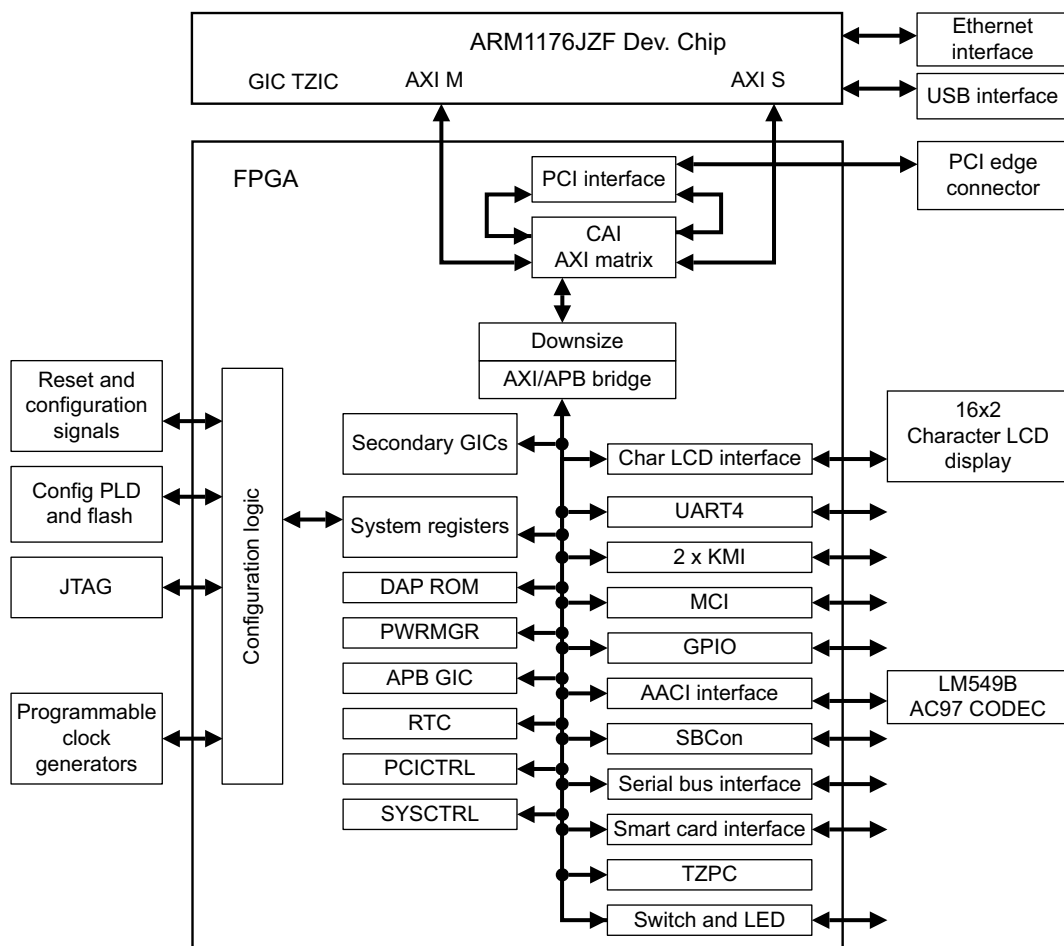 ARM1176JZF Dev. Chip
GIC TZIC
AXI M
AXI S
Ethernet
interface
USB interface
FPGA
PCI interface
PCI edge
connector
CAI
AXI matrix
Downsize
AXI/APB bridge
Reset and
configuration
signals
Config PLD
and flash
JTAG
Programmable
clock
generators
Configuration logic
Secondary GICs
System registers
DAP ROM
PWRMGR
APB GIC
RTC
PCICTRL
SYSCTRL
Char LCD interface
UART4
2 x KMI
MCI
GPIO
AACI interface
SBCon
Serial bus interface
Smart card interface
TZPC
Switch and LED
16x2
Character LCD
display
LM549B
AC97 CODEC